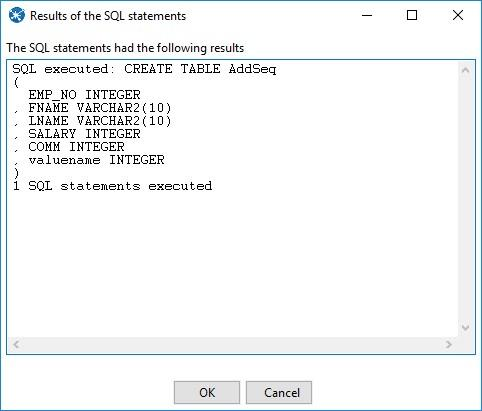 Results of the SQL statements
The SQL statements had the following results
SQL executed: CREATE TABLE AddSeq
(
  EMP_NO INTEGER
, FNAME VARCHAR2(10)
, LNAME VARCHAR2(10)
, SALARY INTEGER
, COMM INTEGER
, valuename INTEGER
)
1 SQL statements executed
OK
Cancel